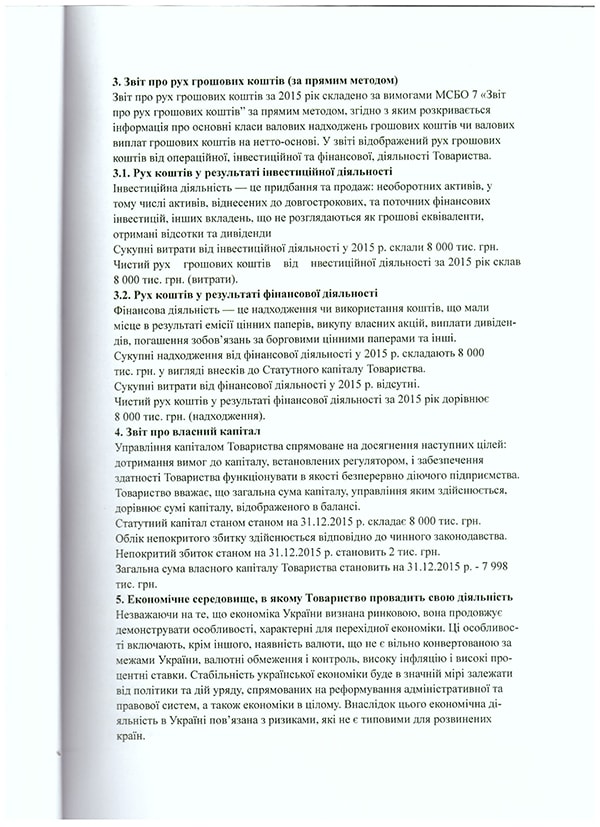 3. Звіт про рух грошових коштів (за прямим методом)
Звіт про рух грошових коштів за 2015 рік складено за вимогами МСБО 7 «Звіт
про рух грошових коштів” за прямим методом, згідно з яким розкривається
інформація про основні класи валових надходжень грошових коштів чи валових
виплат грошових коштів на нетто-основі. У звіті відображений рух грошових
коштів від операційної, інвестиційної та фінансової, діяльності Товариства.
3.1. Рух коштів у результаті інвестиційної діяльності
Інвестиційна діяльність — це придбання та продаж: необоротних активів, у
тому числі активів, віднесених до довгострокових, та поточних фінансових
інвестицій, інших вкладень, що не розглядаються як грошові еквіваленти,
отримані відсотки та дивиденди
Сукупні витрати від інвестиційної діяльності у 2015 р. склали 8 000 тис. грн.
Чистий рух грошових коштів від нвестиційної діяльності за 2015 рік склав
8 000 тис. грн. (витрати).
3.2. Рух коштів у результаті фінансової діяльності
Фінансова діяльність — це надходження чи використання коштів, що мали
місце в результаті емісії цінних паперів, викупу власних акцій, виплати дивіден-
дів, погашення зобов’язань за борговими цінними паперами та інші.
Сукупні надходження від фінансової діяльності у 2015 р. складають 8 000
тис. грн. у вигляді внесків до Статутного капіталу Товариства.
Сукупні витрати від фінансової діяльності у 2015 р. відсутні.
Чистий рух коштів у результаті фінансової діяльності за 2015 рік дорівнює
8 000 тис. грн. (надходження).
4. Звіт про власний капітал
Управління капіталом Товариства спрямоване на досягнення наступних цілей:
дотримання вимог до капіталу, встановлених регулятором, і забезпечення
здатності Товариства функціонувати в якості безперервно діючого підприємства.
Товариство вважає, що загальна сума капіталу, управління яким здійснюється,
дорівнює сумі капіталу, відображеного в балансі.
Статутний капітал станом станом на 31.12.2015 р. складає 8 000 тис. грн.
Облік непокритого збитку здійснюється відповідно до чинного законодавства.
Непокритий збиток станом на 31.12.2015 р. становить 2 тис. грн.
Загальна сума власного капіталу Товариства становить на 31.12.2015 р. - 7 998
тис. грн.
5. Економічне середовище, в якому Товариство провадить свою діяльність
Незважаючи на те, що економіка України визнана ринковою, вона продовжує
демонструвати особливості, характерні для перехідної економіки. Ці особливос-
ті включають, крім іншого, наявність валюти, що не є вільно конвертованою за
межами України, валютні обмеження і контроль, високу інфляцію і високі про-
центні ставки. Стабільність української економіки буде в значній мірі залежати
від політики та дій уряду, спрямованих на реформування адміністративної та
правової систем, а також економіки в цілому. Внаслідок цього економічна ді-
яльність в Україні пов’язана з ризиками, які не є типовими для розвинених
країн.